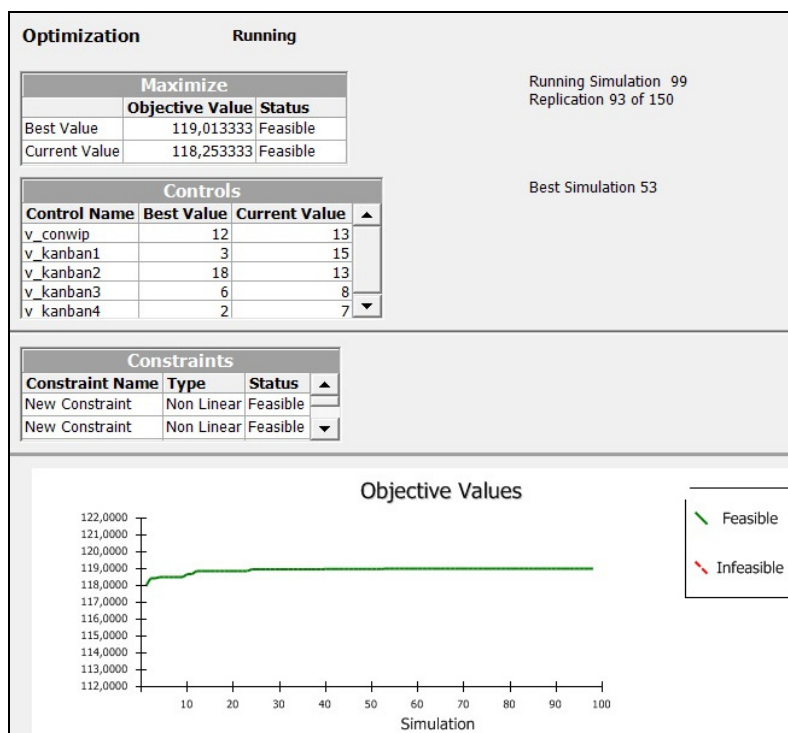 Optimization Running
Running Simulation 99
Replication 93 of 150
Maximize
Objective Value Status
Best Value 119,013333 Feasible
Current Value 118,253333 Feasible
Best Simulation 53
Controls
Control Name Best Value Current Value
v_conwip 12 13
v_kanban1 3 15
v_kanban2 18 13
v_kanban3 6 8
v_kanban4 2 7
Constraints
Constraint Name Type Status
New Constraint Non Linear Feasible
New Constraint Non Linear Feasible
Objective Values
122,0000
121,0000
120,0000
119,0000
118,0000
117,0000
116,0000
115,0000
114,0000
113,0000
112,0000
10 20 30 40 50 60 70 80 90 100
Simulation
Feasible
Infeasible